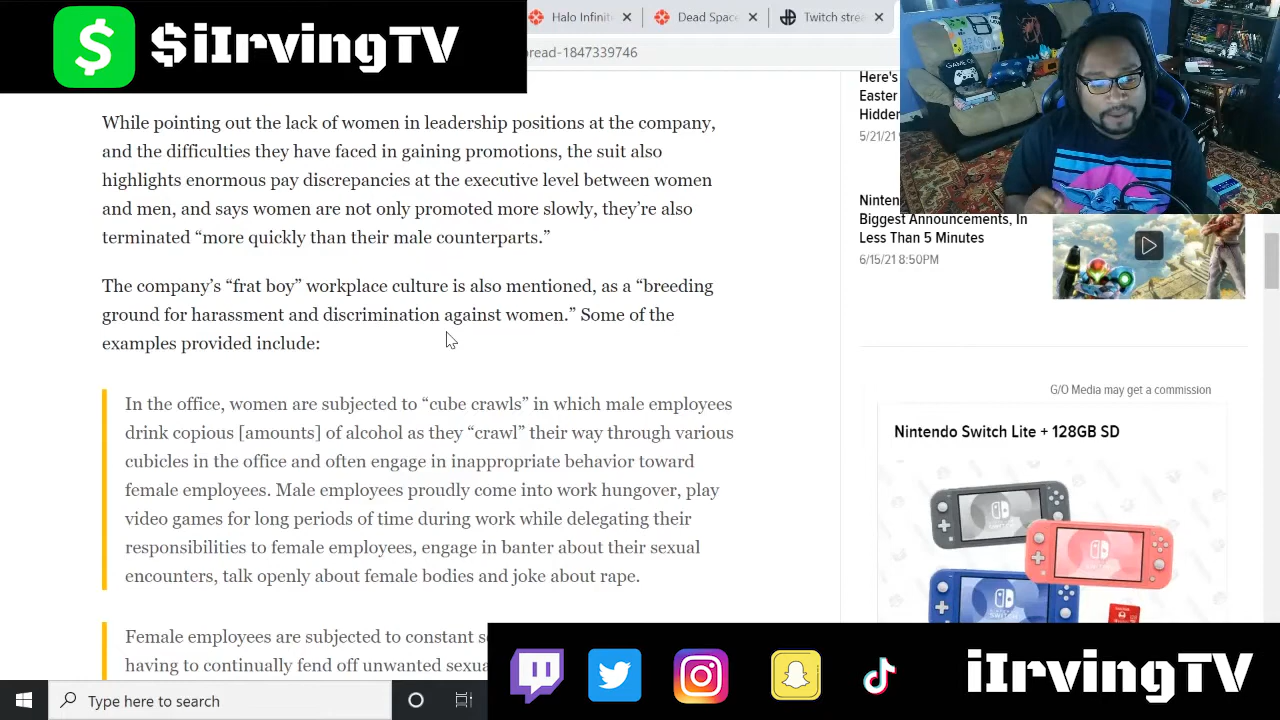 $iIrvingTV
Halo Infinit
Dead Space
Twitch stre
pread-1847339746
While pointing out the lack of women in leadership positions at the company,
and the difficulties they have faced in gaining promotions, the suit also
highlights enormous pay discrepancies at the executive level between women
and men, and says women are not only promoted more slowly, they’re also
terminated “more quickly than their male counterparts.”
The company’s “frat boy” workplace culture is also mentioned, as a “breeding
ground for harassment and discrimination against women.” Some of the
examples provided include:
In the office, women are subjected to “cube crawls” in which male employees
drink copious [amounts] of alcohol as they “crawl” their way through various
cubicles in the office and often engage in inappropriate behavior toward
female employees. Male employees proudly come into work hungover, play
video games for long periods of time during work while delegating their
responsibilities to female employees, engage in banter about their sexual
encounters, talk openly about female bodies and joke about rape.
Female employees are subjected to constant
having to continually fend off unwanted
Here's
Easter
Hidden
5/21/21
Ninten
Biggest Announcements, In
Less Than 5 Minutes
6/15/21 8:50PM
G/O Media may get a commission
Nintendo Switch Lite + 128GB SD
iIrvingTV
Type here to search